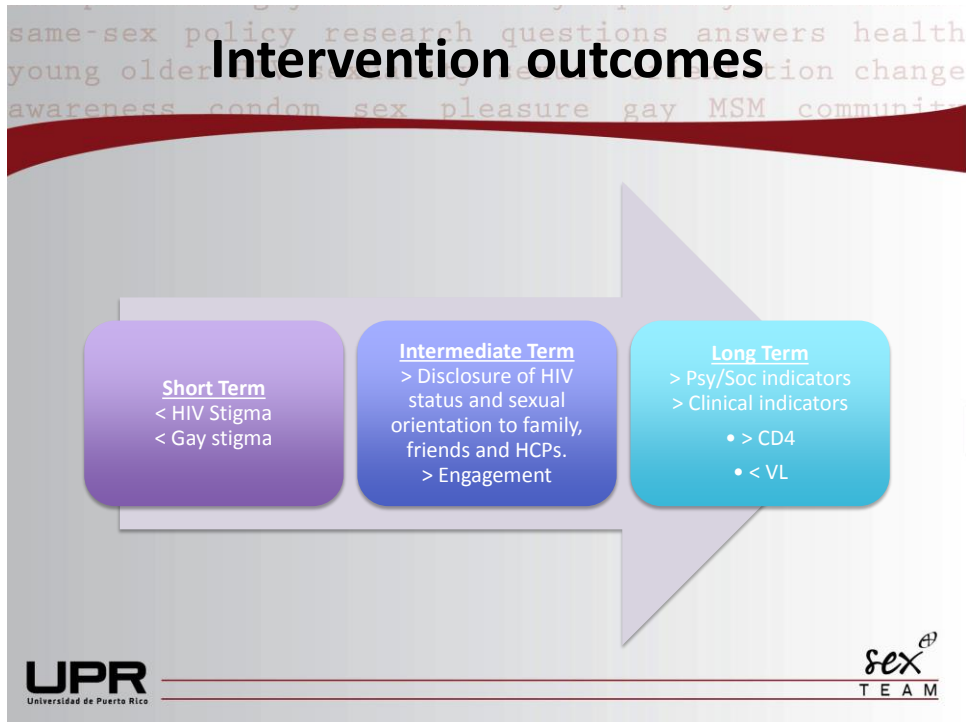 same-sex policy research questions answers health
Intervention outcomes
young older tion change
awareness condom sex pleasure gay MSM community
Short Term
< HIV Stigma
< Gay stigma
Intermediate Term
> Disclosure of HIV
status and sexual
orientation to family,
friends and HCPs.
> Engagement
Long Term
> Psy/Soc indicators
> Clinical indicators
• > CD4
• < VL
UPR
Universidad de Puerto Rico
sex
TEAM